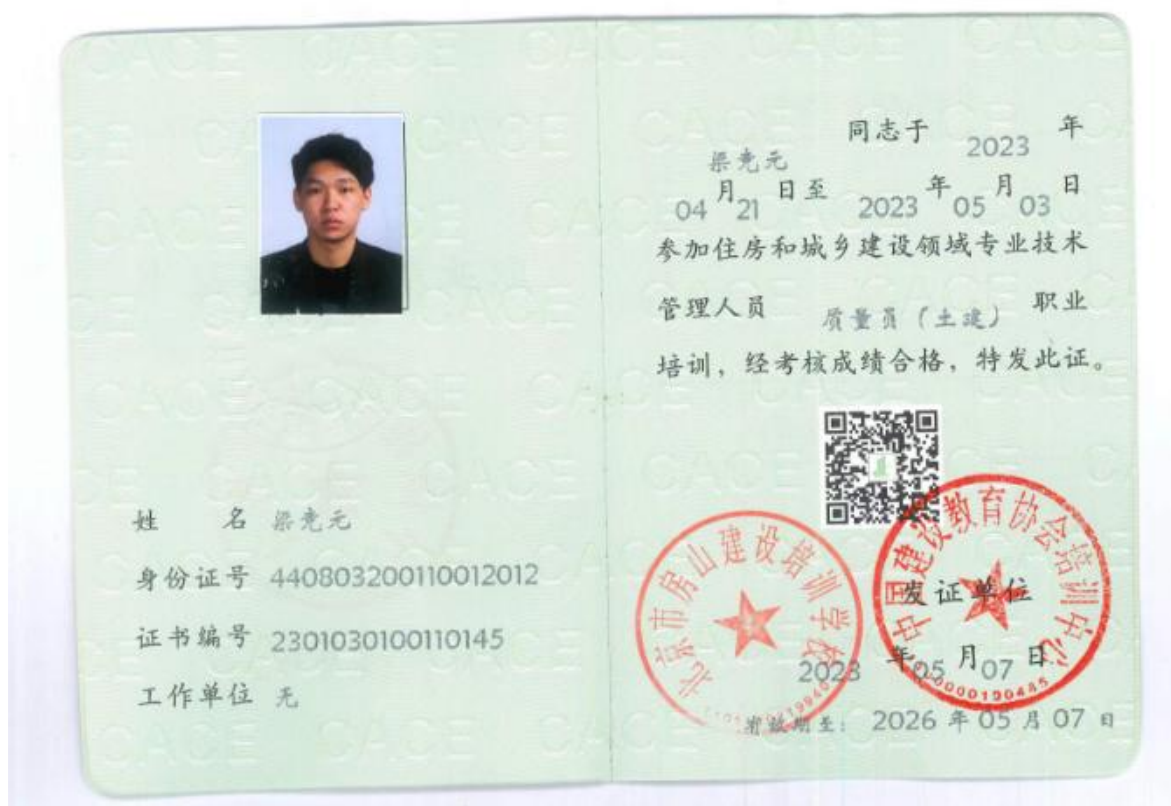 姓 名 梁竞元
身份证号 440803200110012012
证书编号 2301030100110145
工作单位 无
梁竞元 同志于 2023 年
04 月 21 日至 2023 年 05 月 03 日
参加住房和城乡建设领域专业技术
管理人员 质量员（土建） 职业
培训，经考核成绩合格，特发此证。
北京市房山建设培训学校
中国建设教育协会培训中心
发证单位
2023 年 05 月 07 日
有效期至：2026 年 05 月 07 日
CACE